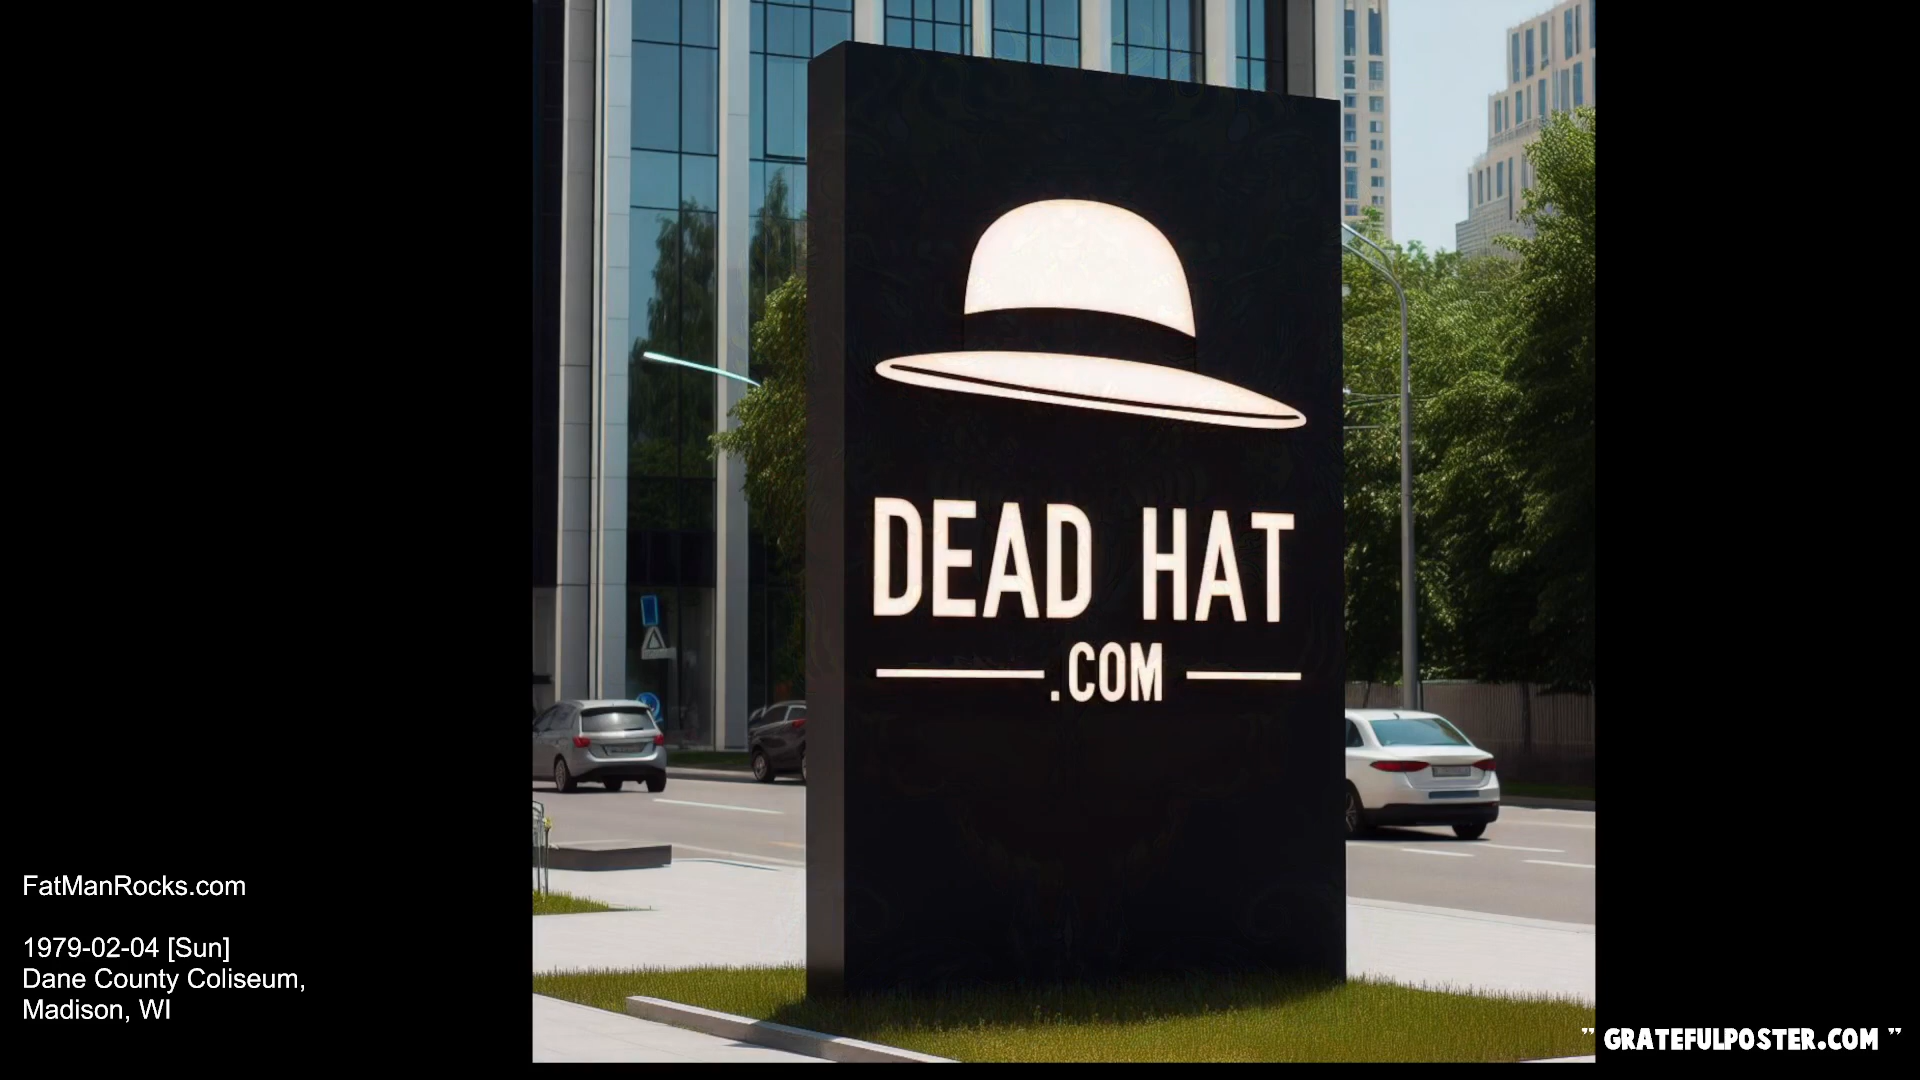 DEAD HAT
.COM
FatManRocks.com
1979-02-04 [Sun]
Dane County Coliseum,
Madison, WI
" GRATEFULPOSTER.COM "